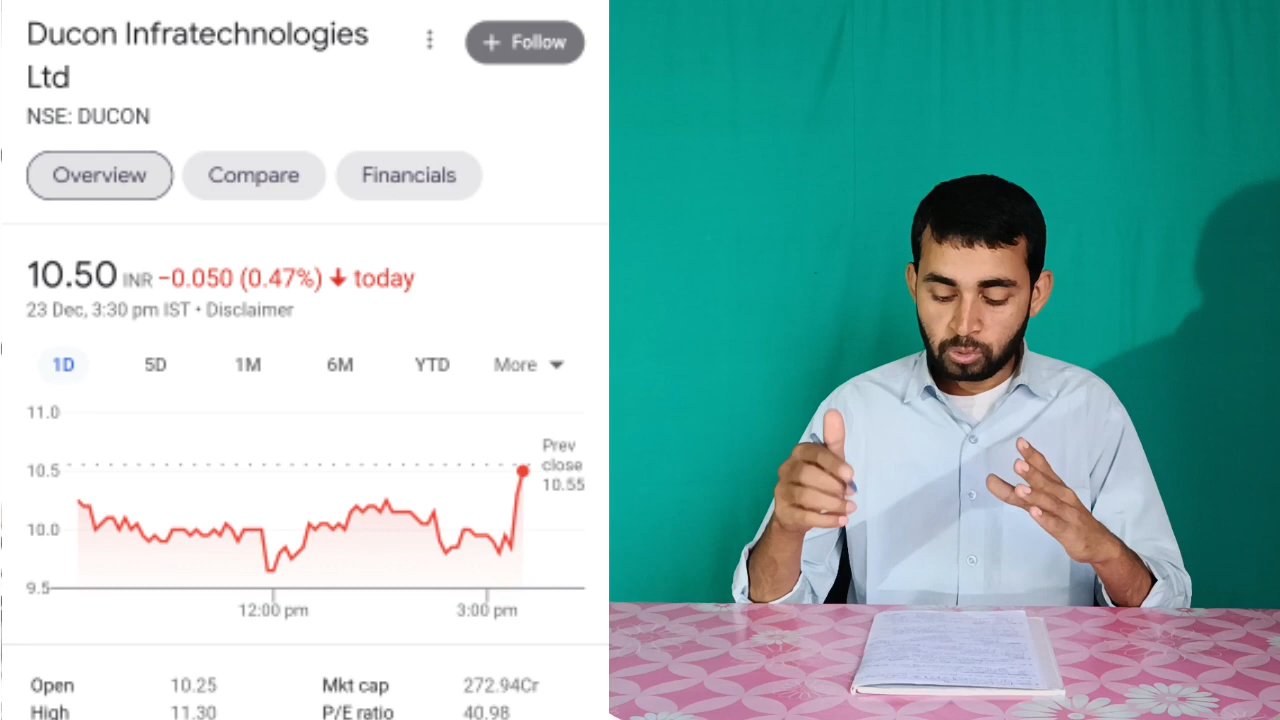 Ducon Infratechnologies
Ltd
+ Follow
NSE: DUCON
Overview
Compare
Financials
10.50 INR −0.050 (0.47%) ↓ today
23 Dec, 3:30 pm IST • Disclaimer
1D 5D 1M 6M YTD More
11.0
10.5
10.0
9.5
Prev
close
10.55
12:00 pm 3:00 pm
Open 10.25 Mkt cap 272.94Cr
High 11.30 P/E ratio 40.98